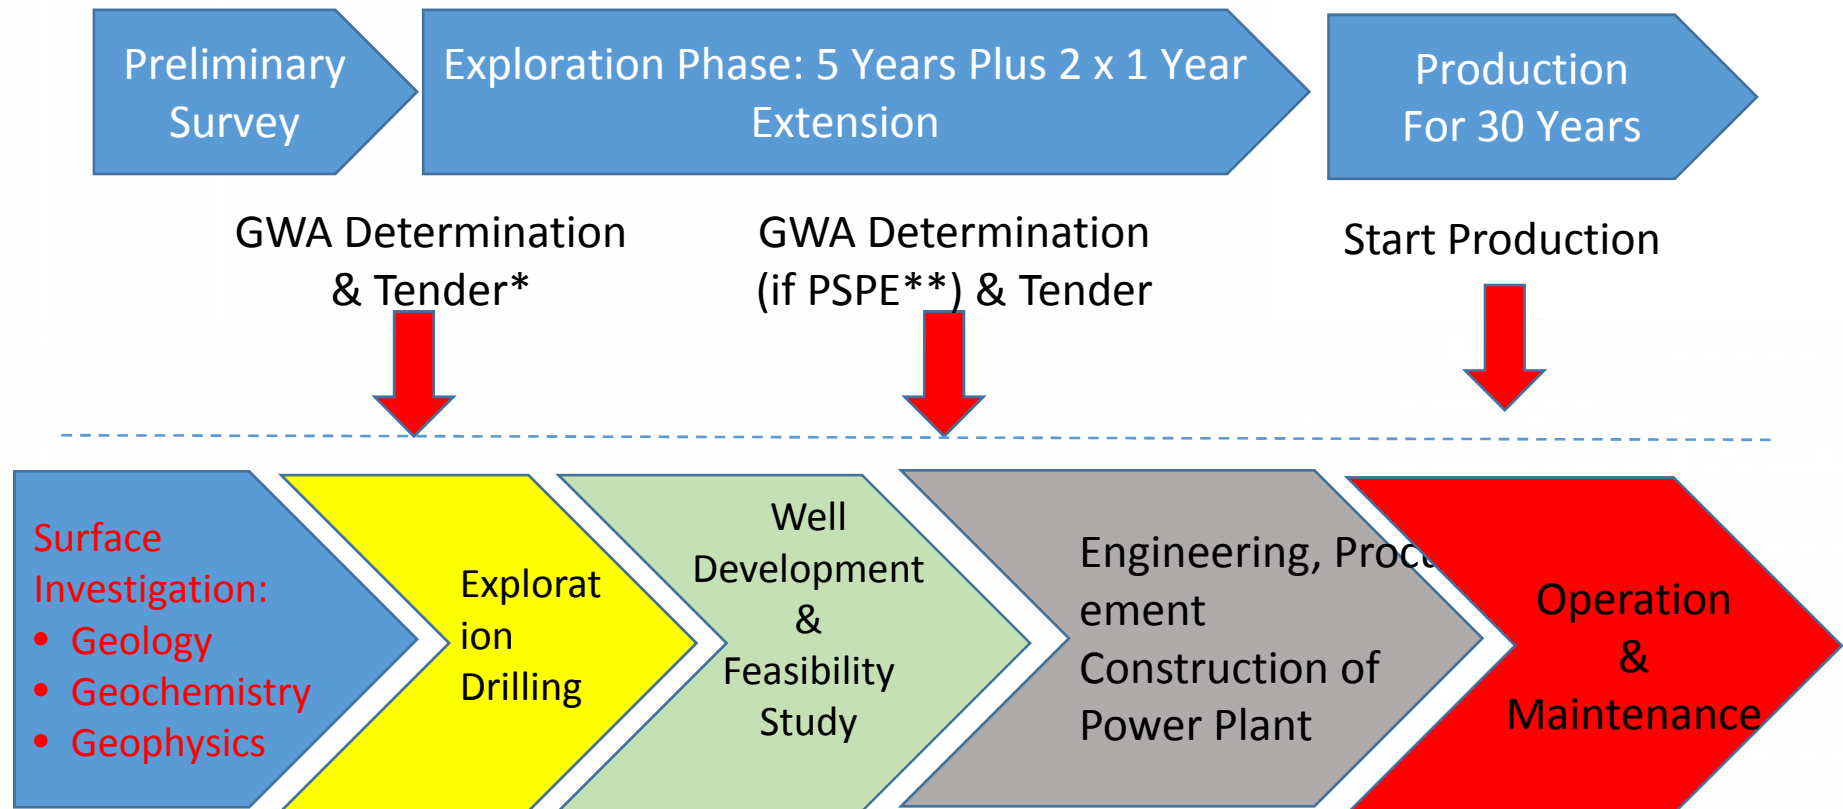 Preliminary
Survey
Exploration Phase: 5 Years Plus 2 x 1 Year
Extension
Production
For 30 Years
GWA Determination
& Tender*
GWA Determination
(if PSPE**) & Tender
Start Production
Surface
Investigation:
• Geology
• Geochemistry
• Geophysics
Explorat
ion
Drilling
Well
Development
&
Feasibility
Study
Engineering, Proc
ement
Construction of
Power Plant
Operation
&
Maintenance